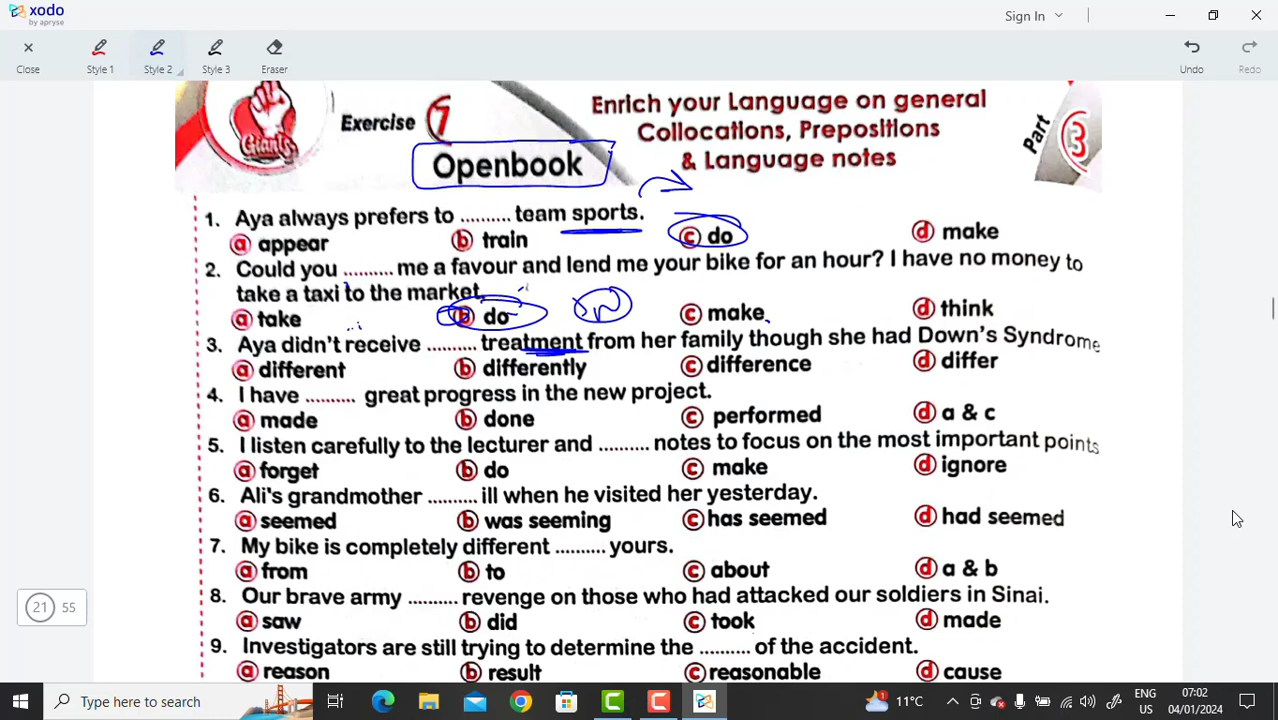 xodo
by apryse
Sign In
Close
Style 1
Style 2
Style 3
Eraser
Undo
Redo
Giants
Exercise 7
Openbook
Enrich your Language on general
Collocations, Prepositions
& Language notes
Part 3
1. Aya always prefers to .......... team sports.
a appear b train c do d make
2. Could you .......... me a favour and lend me your bike for an hour? I have no money to
take a taxi to the market.
a take b do c make d think
3. Aya didn't receive .......... treatment from her family though she had Down's Syndrome
a different b differently c difference d differ
4. I have .......... great progress in the new project.
a made b done c performed d a & c
5. I listen carefully to the lecturer and .......... notes to focus on the most important points
a forget b do c make d ignore
6. Ali's grandmother .......... ill when he visited her yesterday.
a seemed b was seeming c has seemed d had seemed
7. My bike is completely different .......... yours.
a from b to c about d a & b
8. Our brave army .......... revenge on those who had attacked our soldiers in Sinai.
a saw b did c took d made
9. Investigators are still trying to determine the .......... of the accident.
a reason b result c reasonable d cause
21 55
Type here to search
1
11°C
ENG
US
07:02
04/01/2024